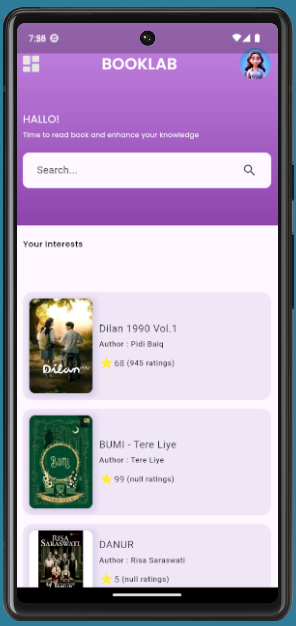 7:28
BOOKLAB
HALLO!
Time to read book and enhance your knowledge
Search...
Your Interests
Dilan 1990 Vol.1
Author : Pidi Baiq
68 (945 ratings)
Dilan
BUMI - Tere Liye
Author : Tere Liye
99 (null ratings)
Bumi
RISA
SARASWATI
DANUR
Author : Risa Saraswati
5 (null ratings)